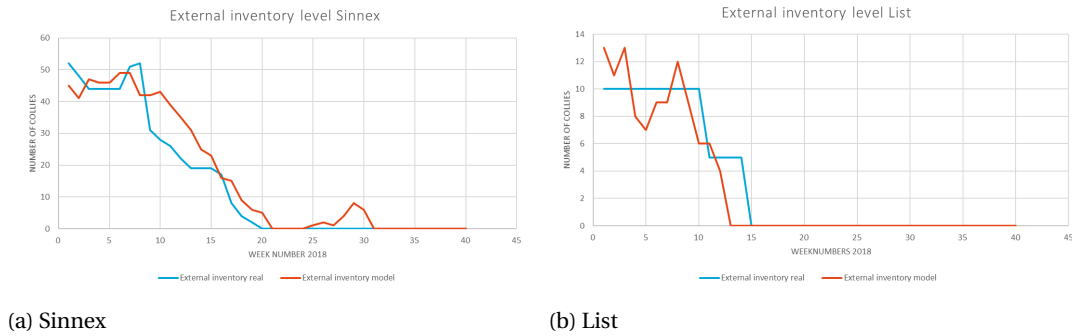 External inventory level Sinnex
NUMBER OF COLLIES
60
50
40
30
20
10
0
0 5 10 15 20 25 30 35 40 45
WEEK NUMBER 2018
External inventory real External inventory model
(a) Sinnex
External inventory level List
NUMBER OF COLLIES
14
12
10
8
6
4
2
0
0 5 10 15 20 25 30 35 40 45
WEEKNUMBERS 2018
External inventory real External inventory model
(b) List